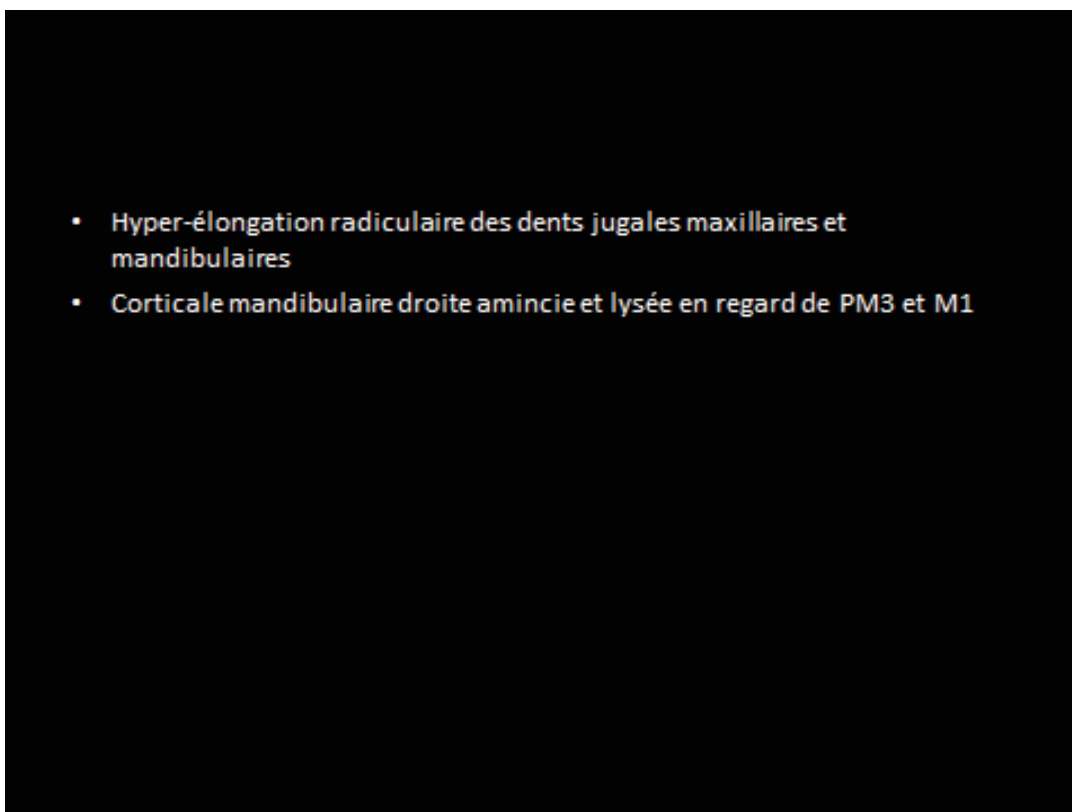 • Hyper-élongation radiculaire des dents jugales maxillaires et
mandibulaires
• Corticale mandibulaire droite amincie et lysée en regard de PM3 et M1